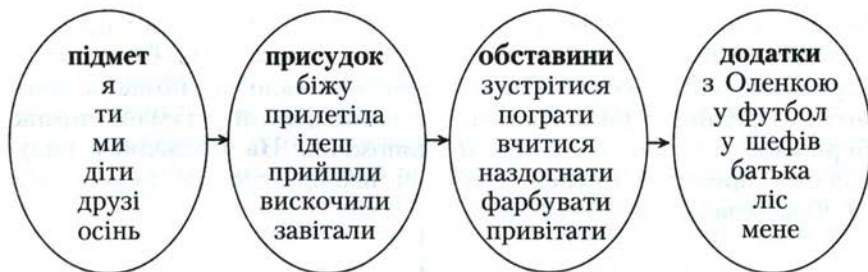 підмет
я
ти
ми
діти
друзі
осінь
присудок
біжу
прилетіла
ідеш
прийшли
вискочили
завітали
обставини
зустрітися
пограти
вчитися
наздогнати
фарбувати
привітати
додатки
з Оленкою
у футбол
у шефів
батька
ліс
мене